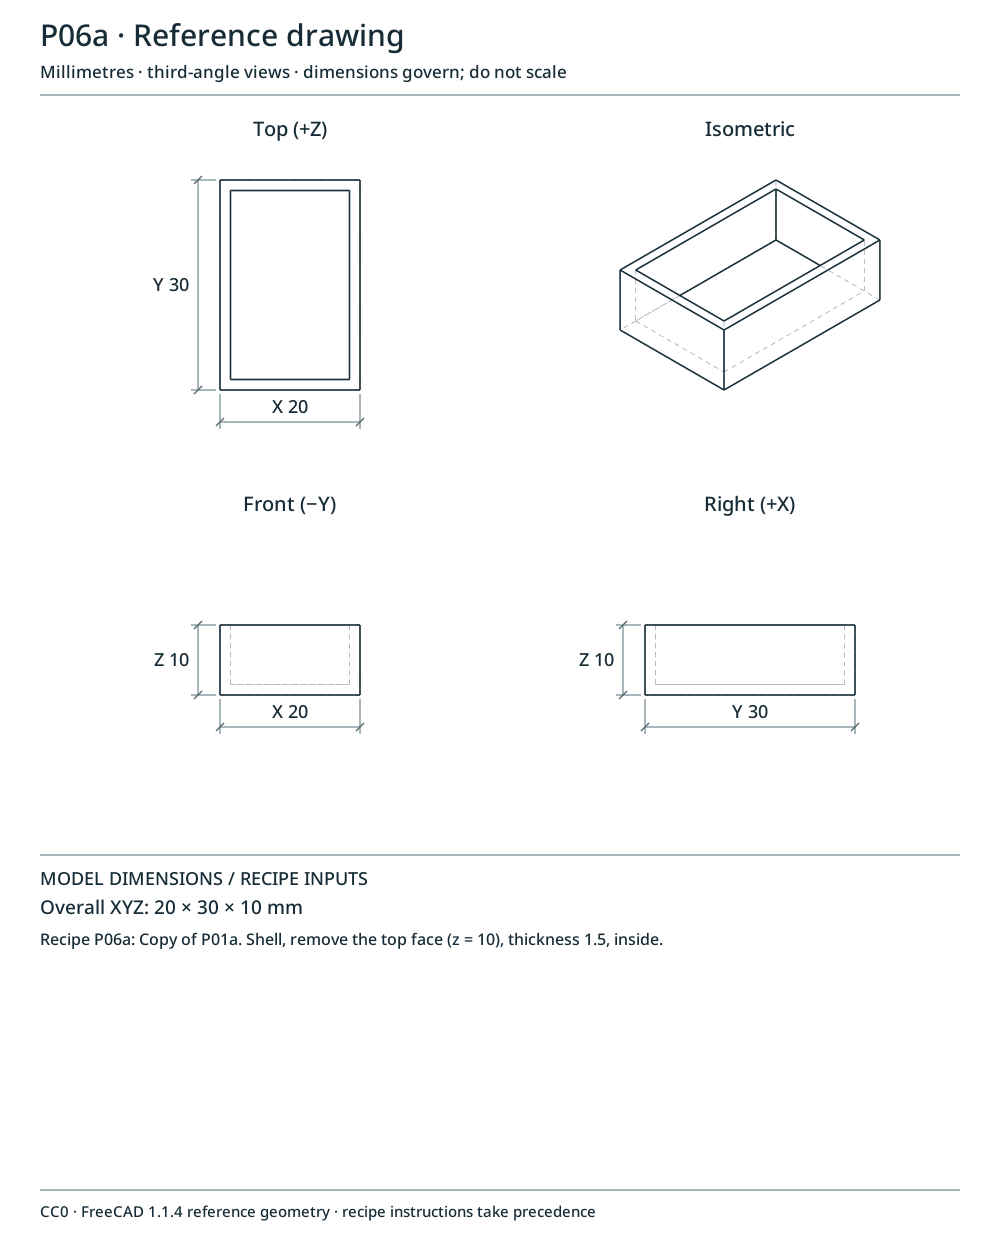 P06a · Reference drawing
Millimetres · third-angle views · dimensions govern; do not scale
Top (+Z)
Isometric
Y 30
X 20
Front (−Y)
Right (+X)
Z 10
X 20
Z 10
Y 30
MODEL DIMENSIONS / RECIPE INPUTS
Overall XYZ: 20 × 30 × 10 mm
Recipe P06a: Copy of P01a. Shell, remove the top face (z = 10), thickness 1.5, inside.
CC0 · FreeCAD 1.1.4 reference geometry · recipe instructions take precedence